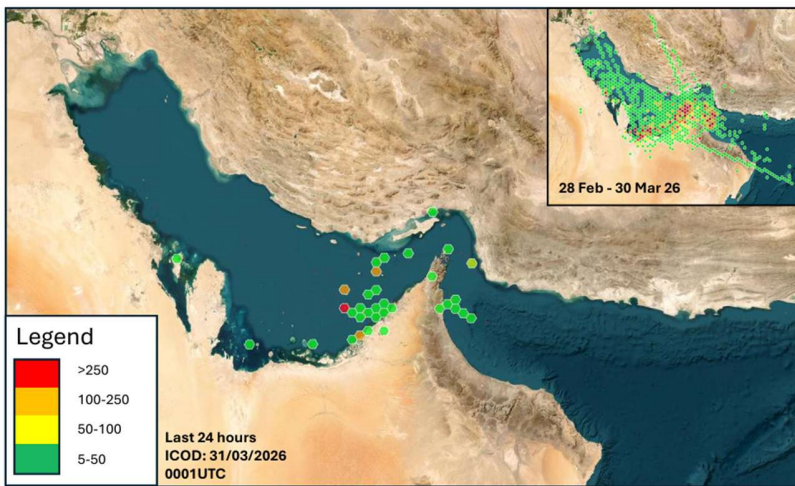 28 Feb - 30 Mar 26
Legend
>250
100-250
50-100
5-50
Last 24 hours
ICOD: 31/03/2026
0001UTC